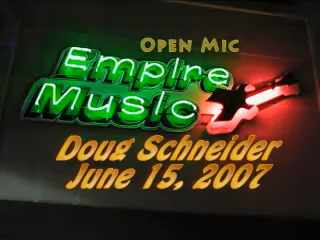 Open Mic
Empire
Music
Doug Schneider
June 15, 2007